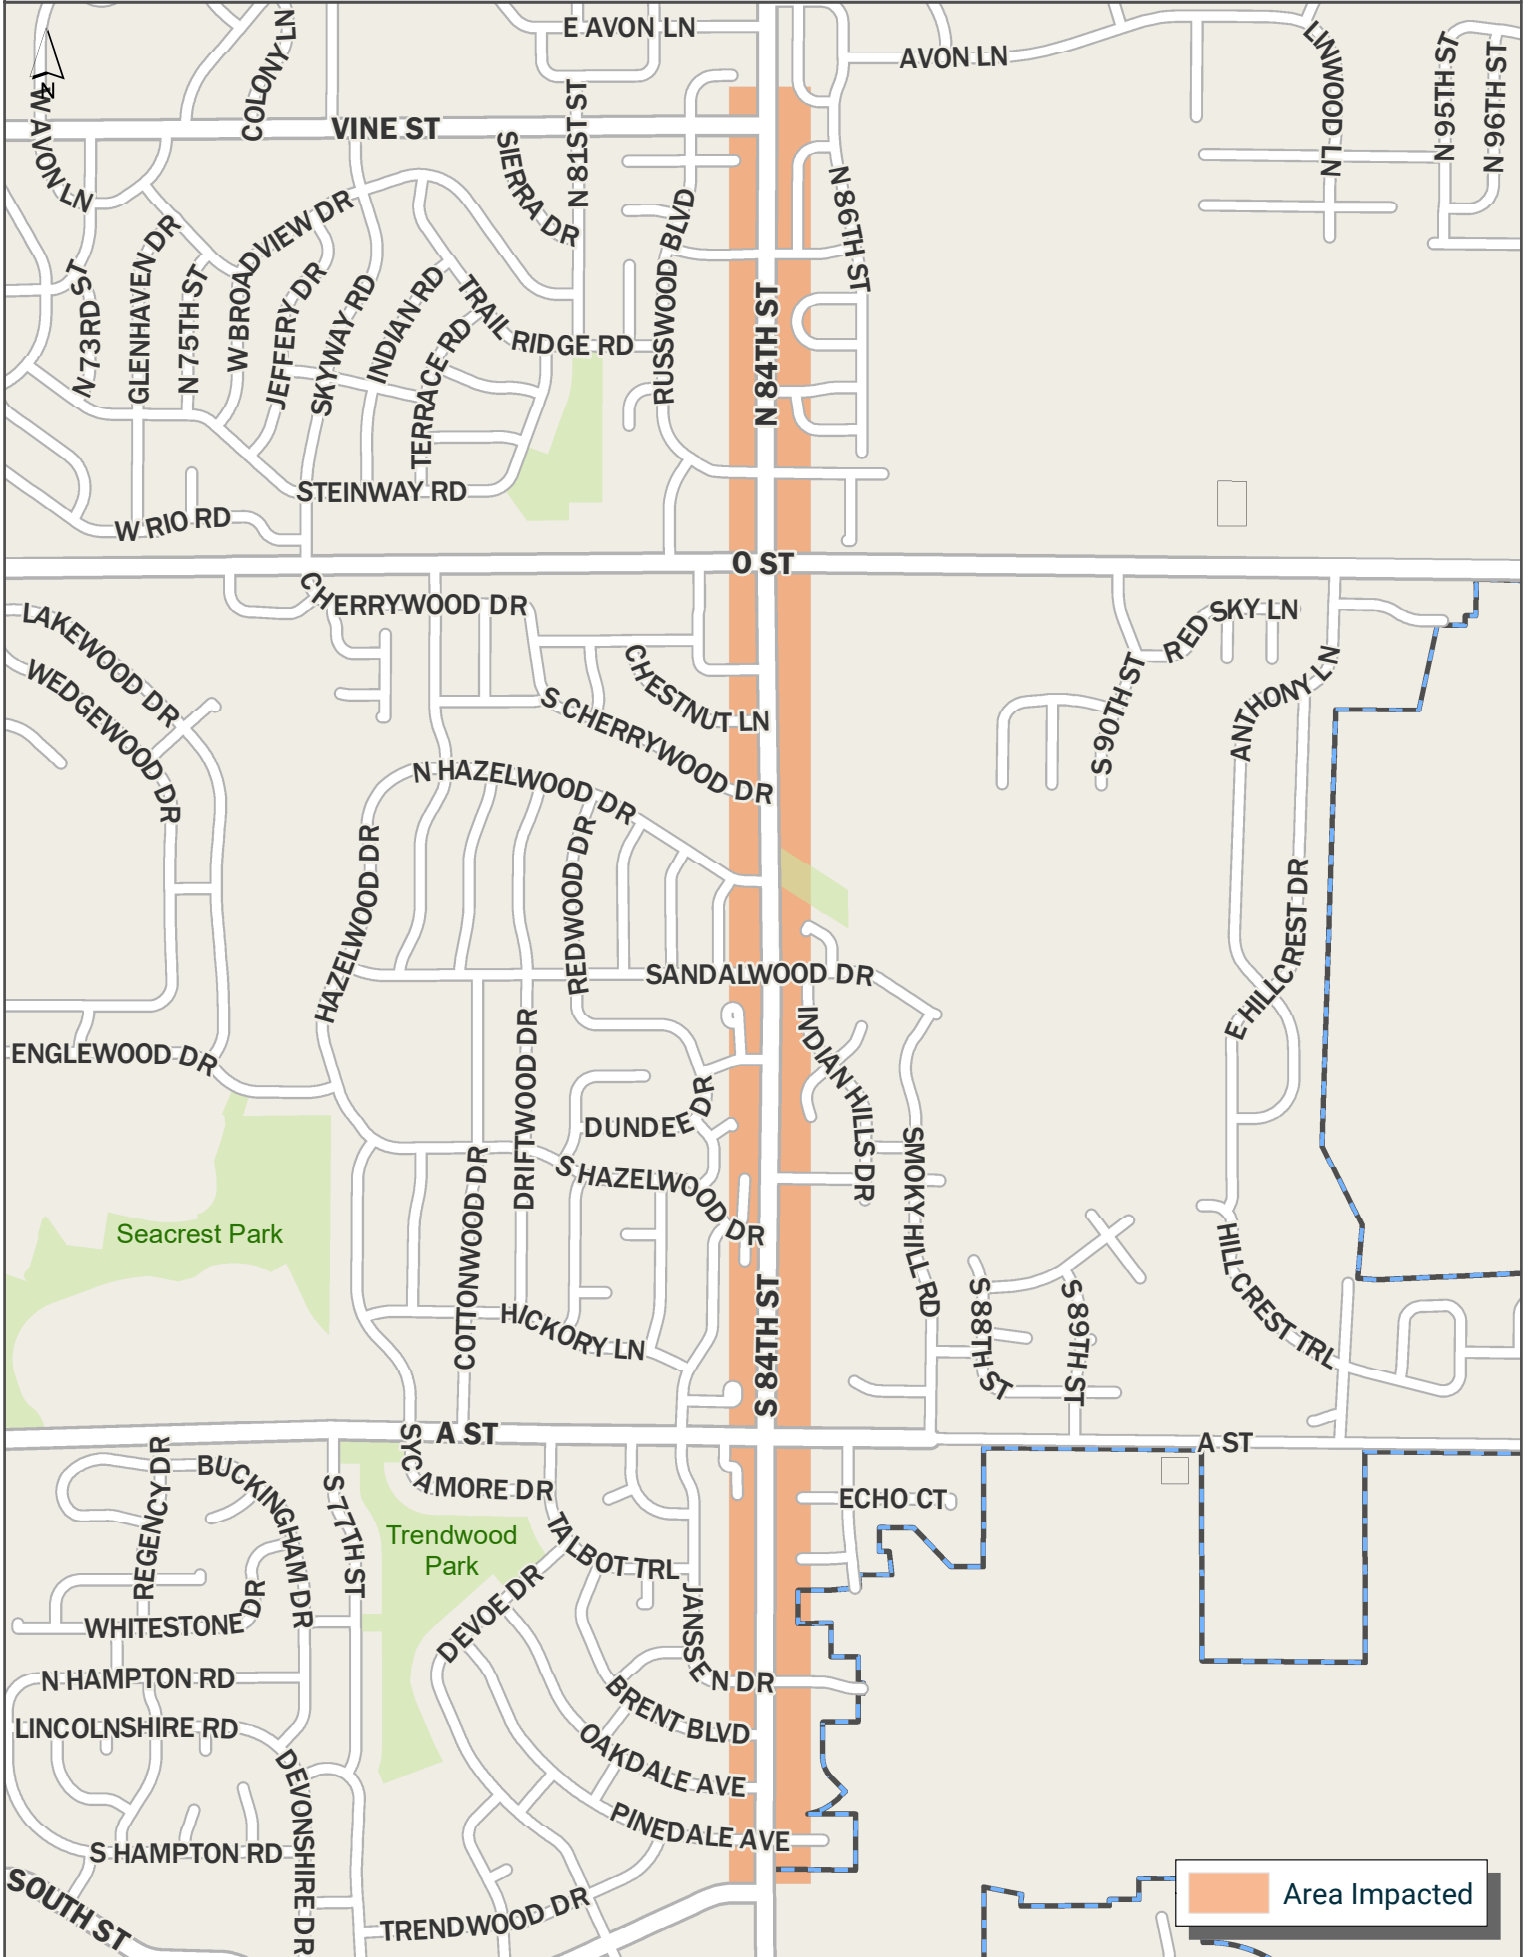 E AVON LN
AVON LN
COLONY LN
LINWOOD LN
N 95TH ST
N 96TH ST
N
W AVON LN
VINE ST
N 81ST ST
SIERRA DR
N 86TH ST
RUSSWOOD BLVD
N 73RD ST
GLENHAVEN DR
N 75TH ST
W BROADVIEW DR
JEFFERY DR
SKYWAY RD
INDIAN RD
TERRACE RD
TRAIL RIDGE RD
N 84TH ST
STEINWAY RD
W RIO RD
O ST
CHERRYWOOD DR
LAKEWOOD DR
WEDGEWOOD DR
CHESTNUT LN
S CHERRYWOOD DR
RED SKY LN
S 90TH ST
ANTHONY LN
N HAZELWOOD DR
HAZELWOOD DR
REDWOOD DR
SANDALWOOD DR
E HILLCREST DR
ENGLEWOOD DR
DRIFTWOOD DR
INDIAN HILLS DR
DUNDEE DR
SMOKY HILL RD
S HAZELWOOD DR
COTTONWOOD DR
Seacrest Park
HILLCREST TRL
S 88TH ST
S 89TH ST
HICKORY LN
S 84TH ST
A ST
A ST
SYCAMORE DR
REGENCY DR
BUCKINGHAM DR
S 77TH ST
ECHO CT
Trendwood
Park
TALBOT TRL
DEVOE DR
JANSSEN DR
WHITESTONE DR
N HAMPTON RD
LINCOLNSHIRE RD
BRENT BLVD
OAKDALE AVE
PINEDALE AVE
DEVONSHIRE DR
S HAMPTON RD
SOUTH ST
TRENDWOOD DR
Area Impacted